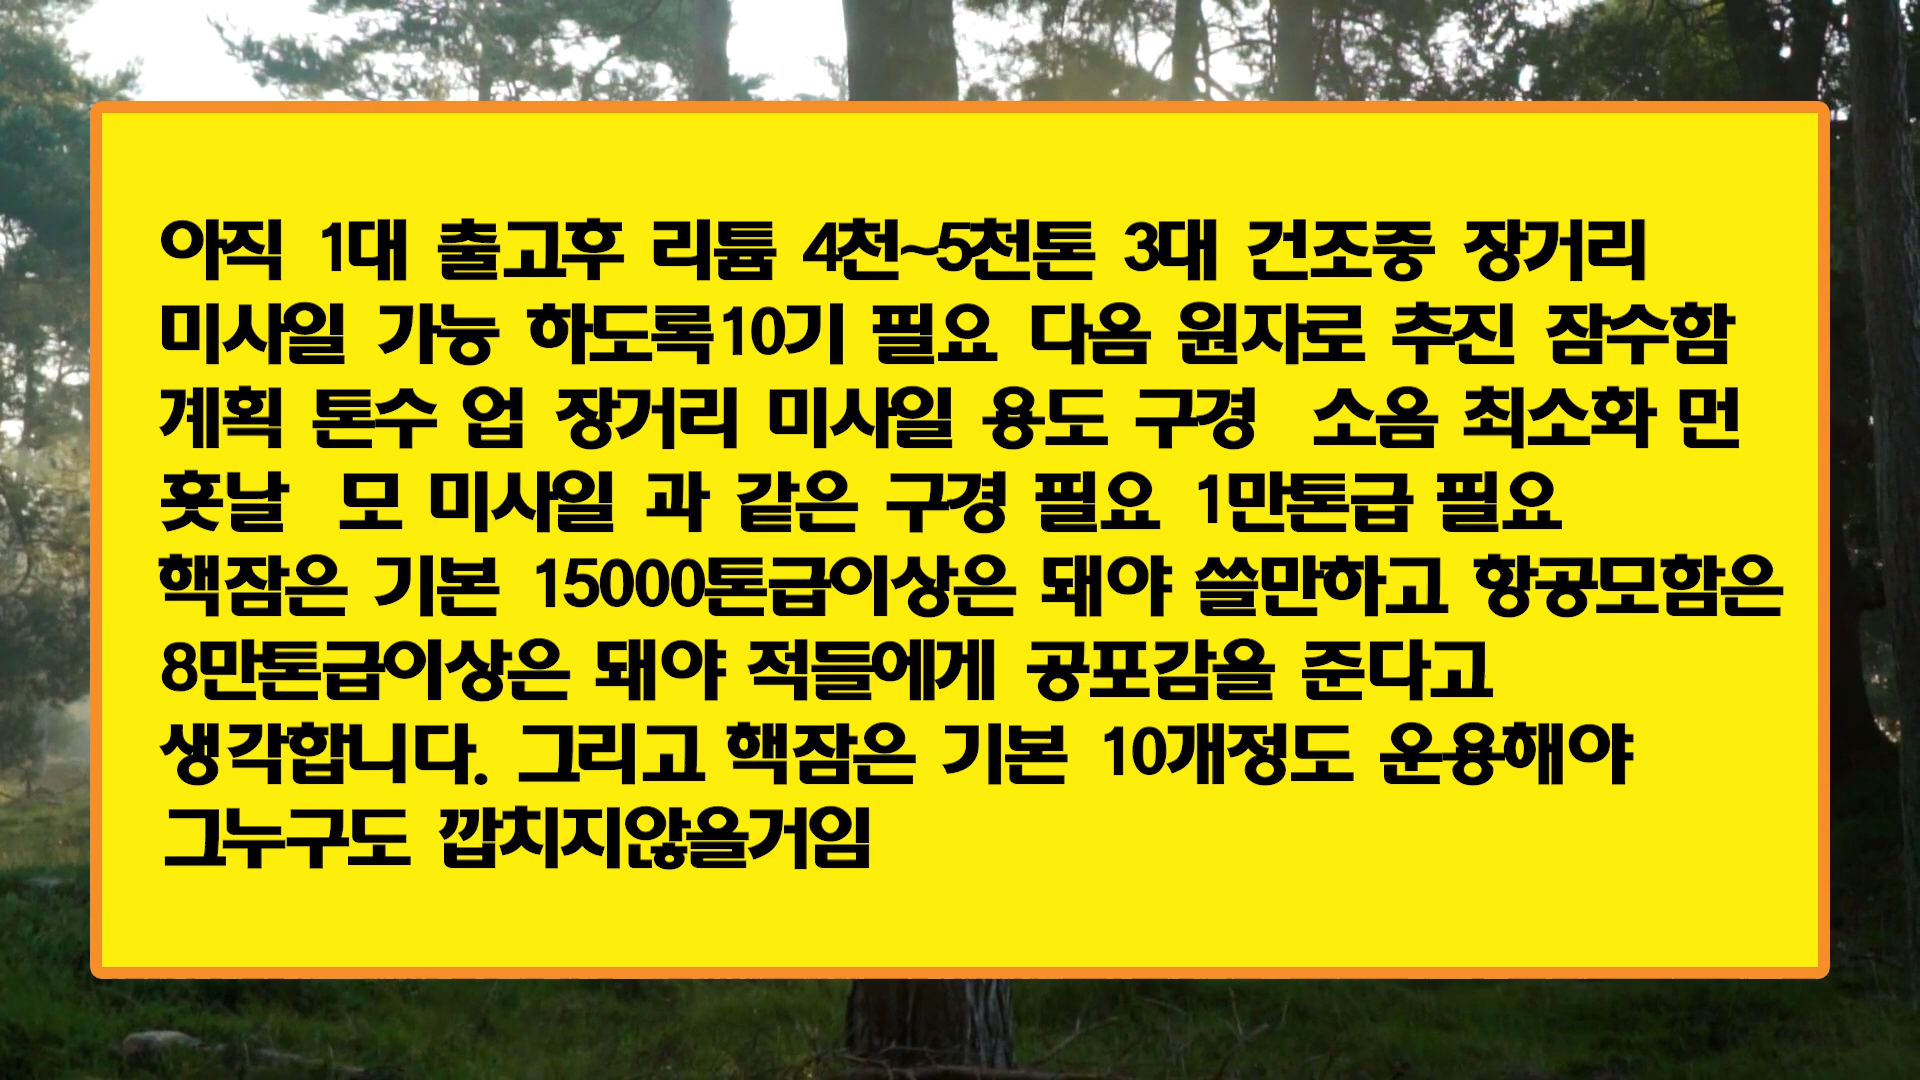 아직 1대 출고후 리튬 4천~5천톤 3대 건조중 장거리
미사일 가능 하도록10기 필요 다음 원자로 추진 잠수함
계획 톤수 업 장거리 미사일 용도 구경 소음 최소화 먼
훗날 모 미사일 과 같은 구경 필요 1만톤급 필요
핵잠은 기본 15000톤급이상은 돼야 쓸만하고 항공모함은
8만톤급이상은 돼야 적들에게 공포감을 준다고
생각합니다. 그리고 핵잠은 기본 10개정도 운용해야
그누구도 깝치지않을거임